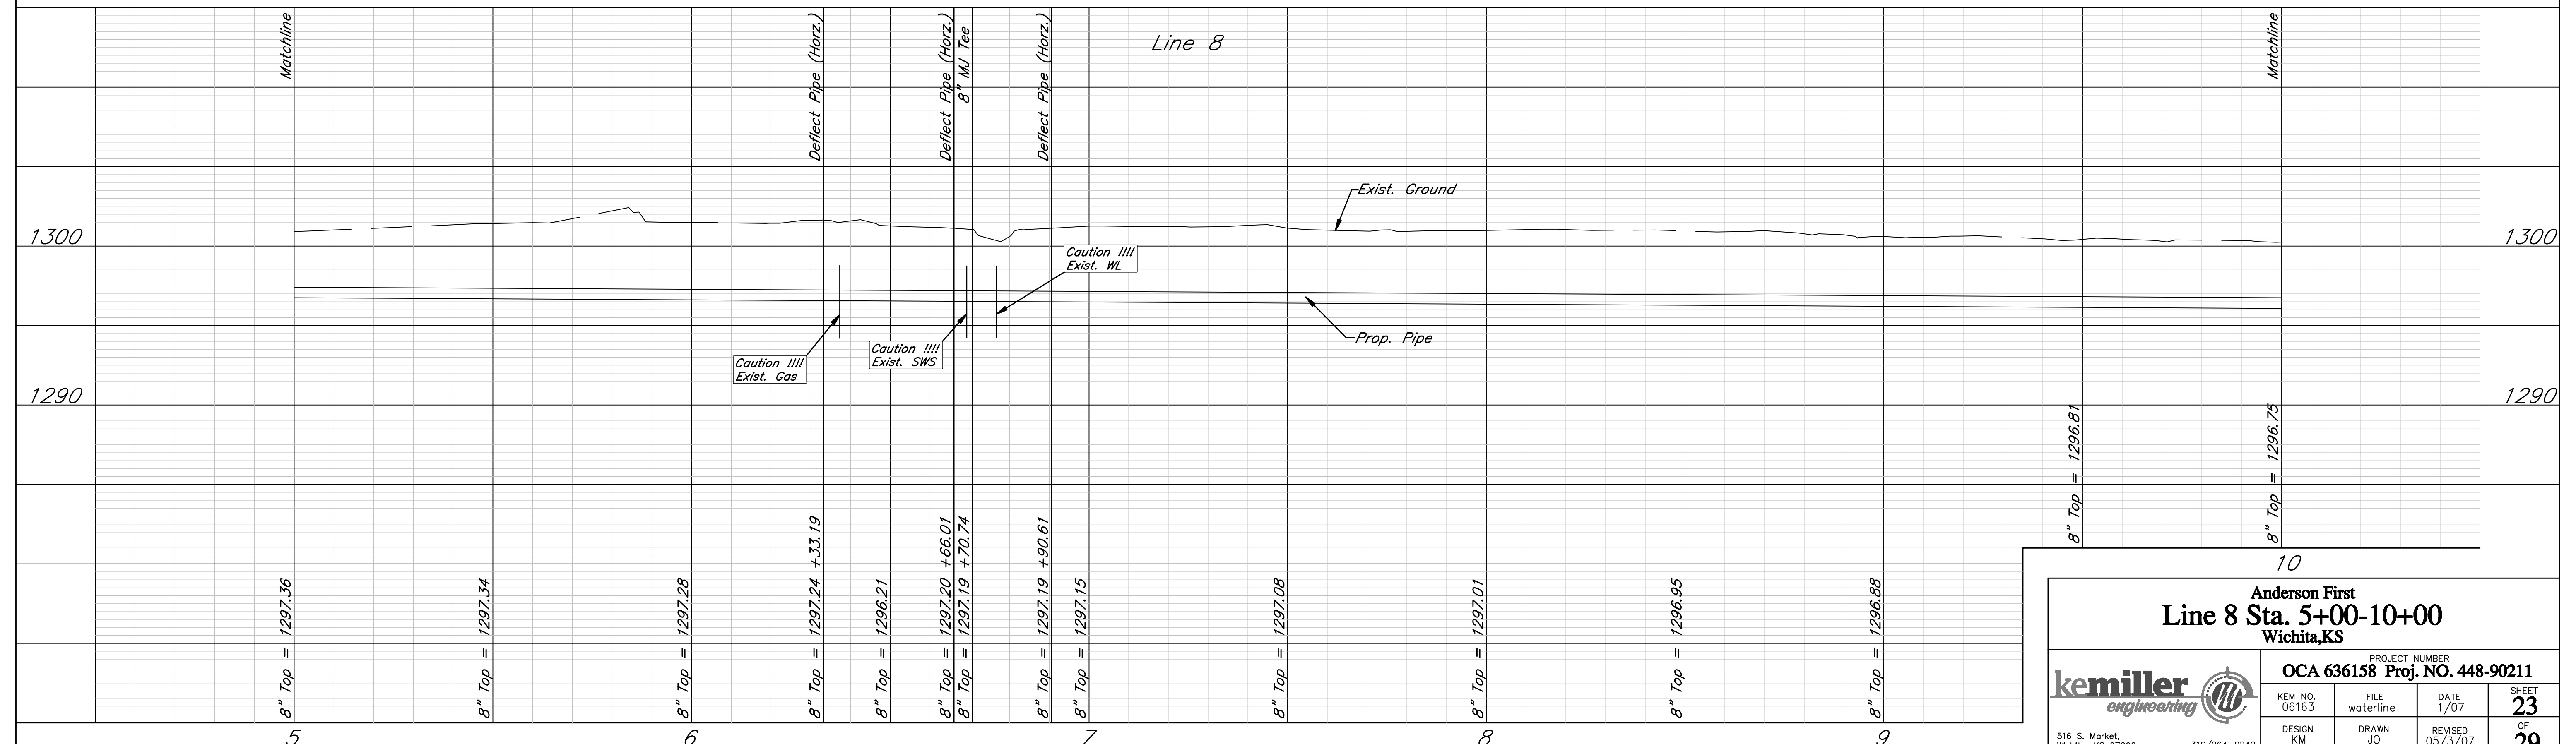 Matchline
Deflect Pipe (Horz.)
Deflect Pipe (Horz.)
8" MJ Tee
Deflect Pipe (Horz.)
Line 8
Matchline
Exist. Ground
1300
1300
Caution !!!!
Exist. WL
Prop. Pipe
Caution !!!!
Exist. SWS
Caution !!!!
Exist. Gas
1290
1290
8" Top = 1297.36
8" Top = 1297.34
8" Top = 1297.28
8" Top = 1297.24 +33.19
8" Top = 1296.21
8" Top = 1297.20 +66.01
8" Top = 1297.19 +70.74
8" Top = 1297.19 +90.61
8" Top = 1297.15
8" Top = 1297.08
8" Top = 1297.01
8" Top = 1296.95
8" Top = 1296.88
8" Top = 1296.81
8" Top = 1296.75
5
6
7
8
9
10
Anderson First
Line 8 Sta. 5+00-10+00
Wichita,KS
PROJECT NUMBER
OCA 636158 Proj. NO. 448-90211
kemiller
engineering
KEM NO.
06163
FILE
waterline
DATE
1/07
SHEET
23
DESIGN
KM
DRAWN
JO
REVISED
05/3/07
OF
29
516 S. Market,